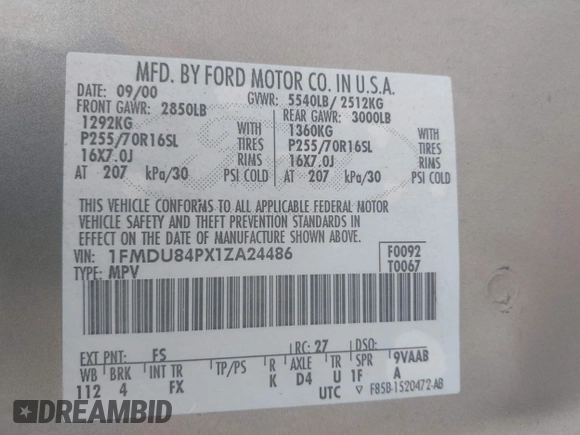 MFD. BY FORD MOTOR CO. IN U.S.A.
DATE: 09/00 GVWR: 5540LB/ 2512KG
FRONT GAWR: 2850LB REAR GAWR: 3000LB
1292KG WITH 1360KG WITH
P255/70R16SL TIRES P255/70R16SL TIRES
16X7.0J RINS 16X7.0J RINS
AT 207 kPa/30 PSI COLD AT 207 kPa/30 PSI COLD
THIS VEHICLE CONFORMS TO ALL APPLICABLE FEDERAL MOTOR
VEHICLE SAFETY AND THEFT PREVENTION STANDARDS IN
EFFECT ON THE DATE OF MANUFACTURE SHOWN ABOVE.
VIN: 1FMDU84PX1ZA24486 F0092
TYPE: MPV T0067
EXT PNT: FS RC: 27 DSO:
WB BRK INT TR TP/PS R AXLE TR SPR 9VAAB
112 4 FX K D4 U 1F A
UTC F85B-1520472-AB
DREAMBID